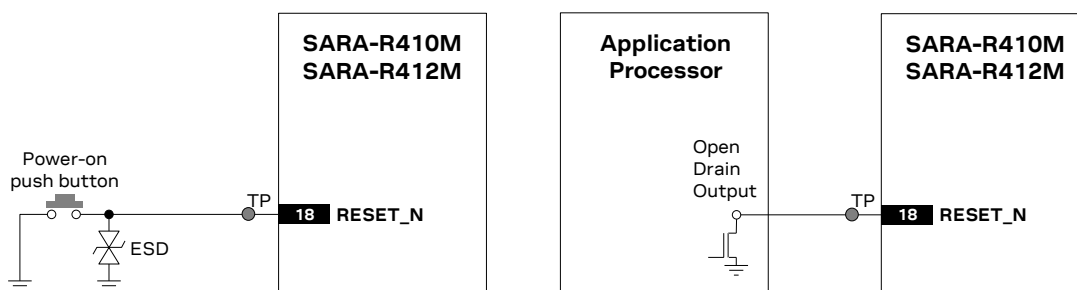 SARA-R410M
SARA-R412M
Power-on
push button
TP
18 RESET_N
ESD
Application
Processor
Open
Drain
Output
SARA-R410M
SARA-R412M
TP
18 RESET_N